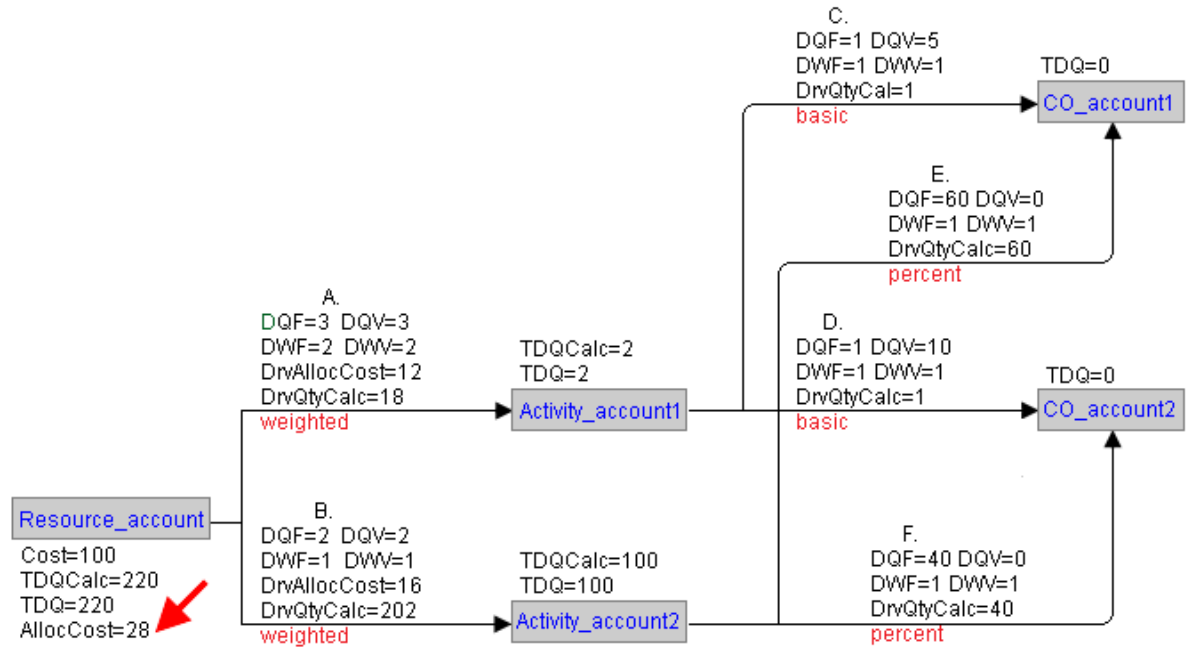 C.
DQF=1 DQV=5
DWF=1 DWV=1
DrvQtyCal=1
basic
TDQ=0
CO_account1
E.
DQF=60 DQV=0
DWF=1 DWV=1
DrvQtyCalc=60
percent
A.
DQF=3 DQV=3
DWF=2 DWV=2
DrvAllocCost=12
DrvQtyCalc=18
weighted
TDQCalc=2
TDQ=2
Activity_account1
D.
DQF=1 DQV=10
DWF=1 DWV=1
DrvQtyCalc=1
basic
TDQ=0
CO_account2
Resource_account
Cost=100
TDQCalc=220
TDQ=220
AllocCost=28
B.
DQF=2 DQV=2
DWF=1 DWV=1
DrvAllocCost=16
DrvQtyCalc=202
weighted
TDQCalc=100
TDQ=100
Activity_account2
F.
DQF=40 DQV=0
DWF=1 DWV=1
DrvQtyCalc=40
percent